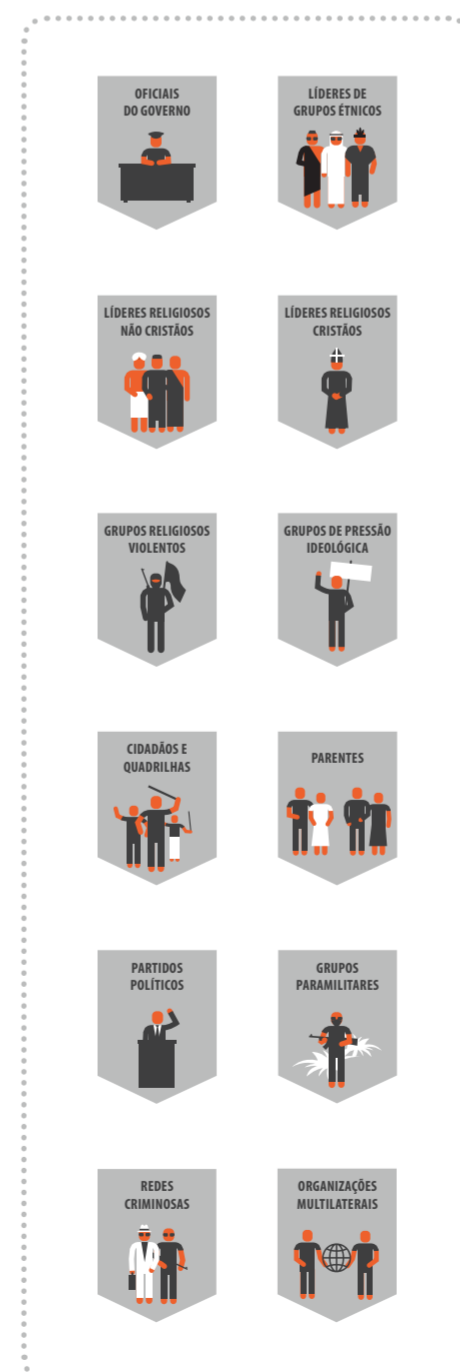 OFICIAIS
DO GOVERNO
LÍDERES DE
GRUPOS ÉTNICOS
LÍDERES RELIGIOSOS
NÃO CRISTÃOS
LÍDERES RELIGIOSOS
CRISTÃOS
GRUPOS RELIGIOSOS
VIOLENTOS
GRUPOS DE PRESSÃO
IDEOLÓGICA
CIDADÃOS E
QUADRILHAS
PARENTES
PARTIDOS
POLÍTICOS
GRUPOS
PARAMILITARES
REDES
CRIMINOSAS
ORGANIZAÇÕES
MULTILATERAIS